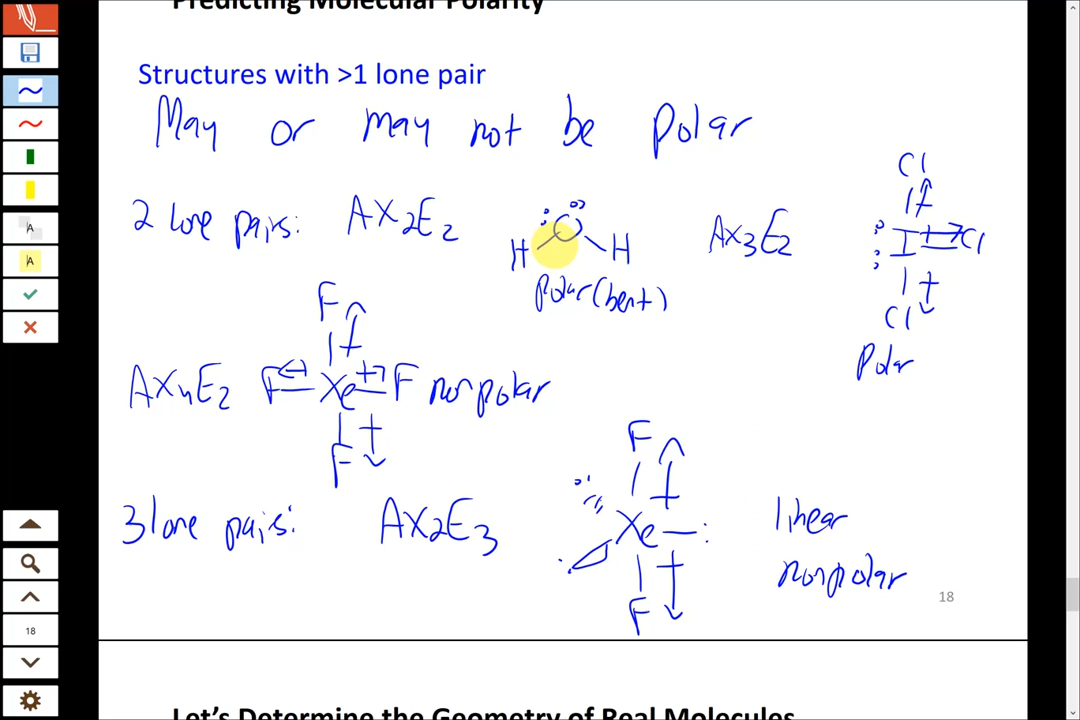 Predicting Molecular Polarity
Structures with >1 lone pair
May or may not be Polar
2 lone pairs: AX2E2
H O H
Polar (bent)
AX3E2
Cl
I Cl
Cl
Polar
F
AX4E2 F Xe F nonpolar
F
3 lone pairs: AX2E3
F
Xe
F
linear
nonpolar
18
18
Let's Determine the Geometry of Real Molecules
A
A